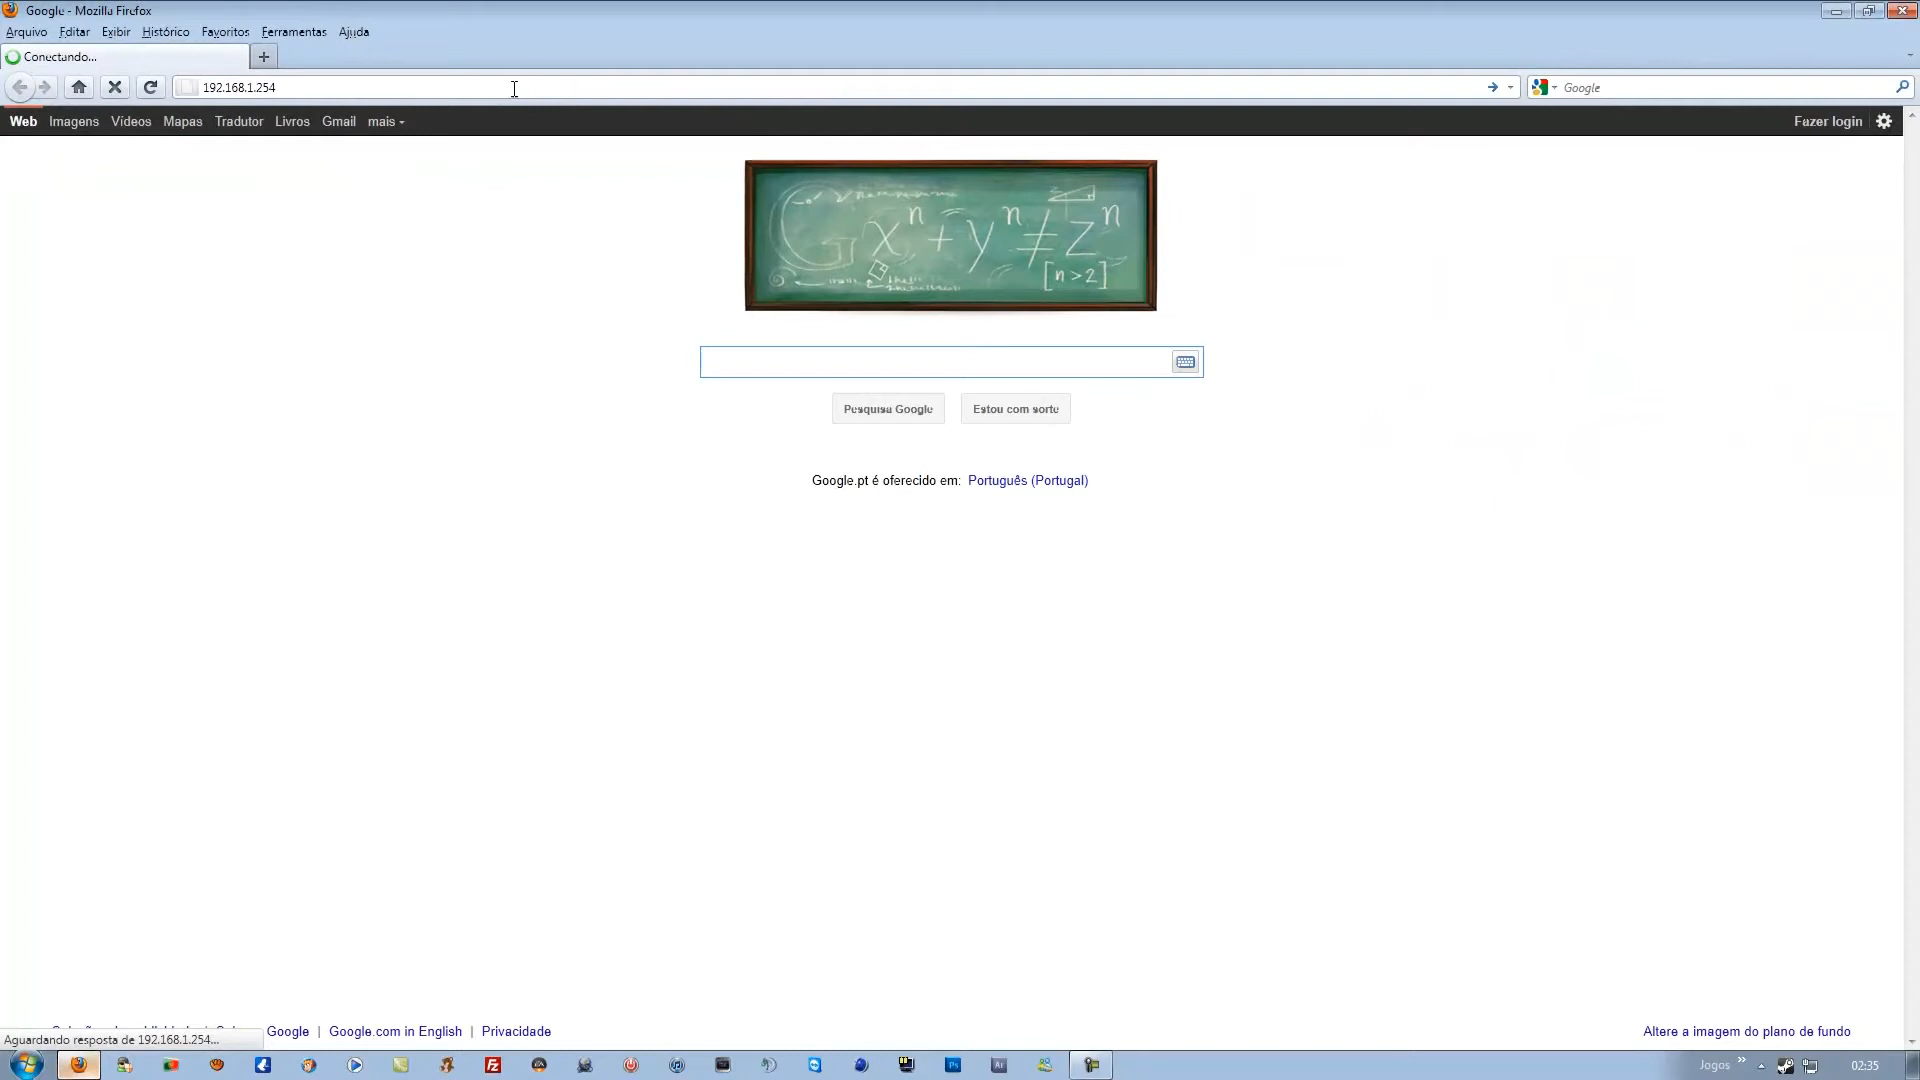 Google - Mozilla Firefox
Arquivo Editar Exibir Histórico Favoritos Ferramentas Ajuda
Conectando...
192.168.1.254
Google
Web Imagens Vídeos Mapas Tradutor Livros Gmail mais
Fazer login
G xⁿ + yⁿ ≠ zⁿ
[n > 2]
Pesquisa Google Estou com sorte
Google.pt é oferecido em: Português (Portugal)
Google | Google.com in English | Privacidade
Altere a imagem do plano de fundo
Aguardando resposta de 192.168.1.254...
Jogos »
02:35